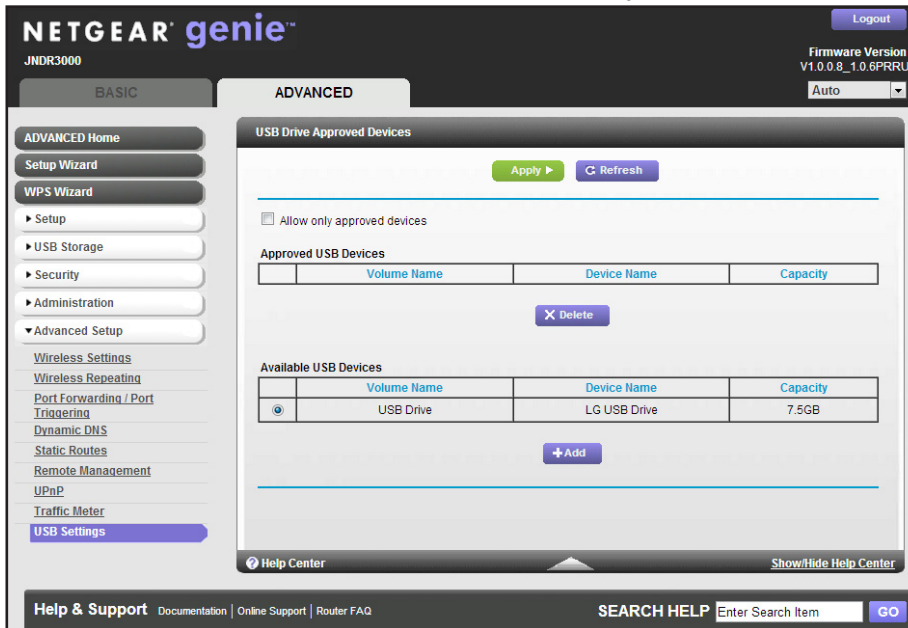 NETGEAR® genie™
Logout
JNDR3000
Firmware Version
V1.0.0.8_1.0.6PRRU
BASIC
ADVANCED
Auto
ADVANCED Home
Setup Wizard
WPS Wizard
Setup
USB Storage
Security
Administration
Advanced Setup
Wireless Settings
Wireless Repeating
Port Forwarding / Port
Triggering
Dynamic DNS
Static Routes
Remote Management
UPnP
Traffic Meter
USB Settings
USB Drive Approved Devices
Apply Refresh
Allow only approved devices
Approved USB Devices
Volume Name Device Name Capacity
X Delete
Available USB Devices
Volume Name Device Name Capacity
USB Drive LG USB Drive 7.5GB
+Add
? Help Center Show/Hide Help Center
Help & Support Documentation | Online Support | Router FAQ SEARCH HELP Enter Search Item GO